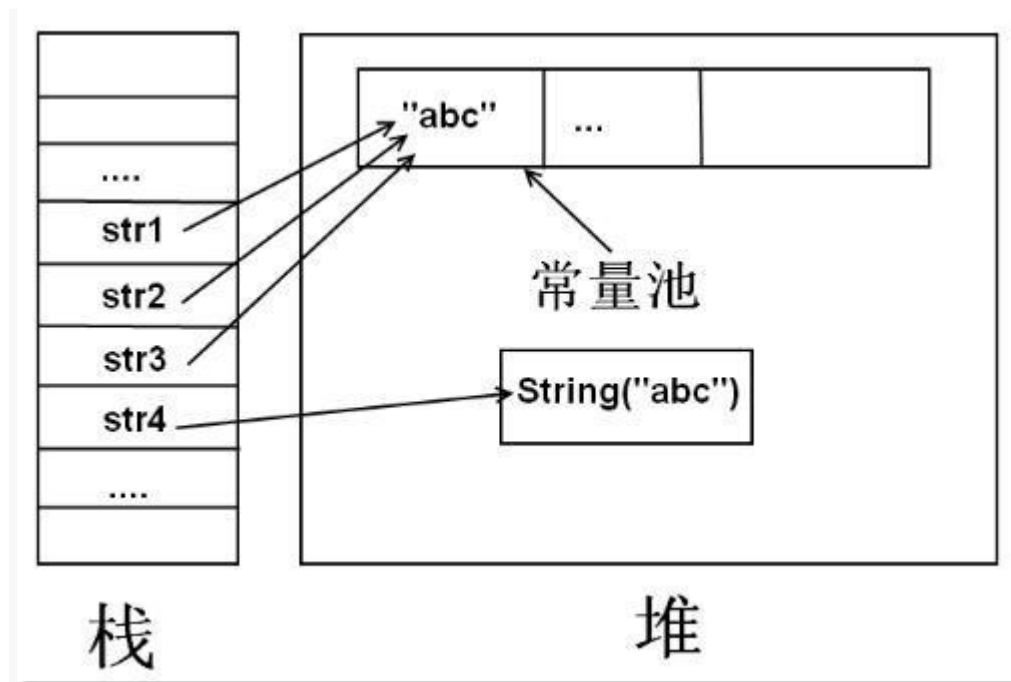 ....
str1
str2
str3
str4
....
栈
"abc"
...
常量池
String("abc")
堆